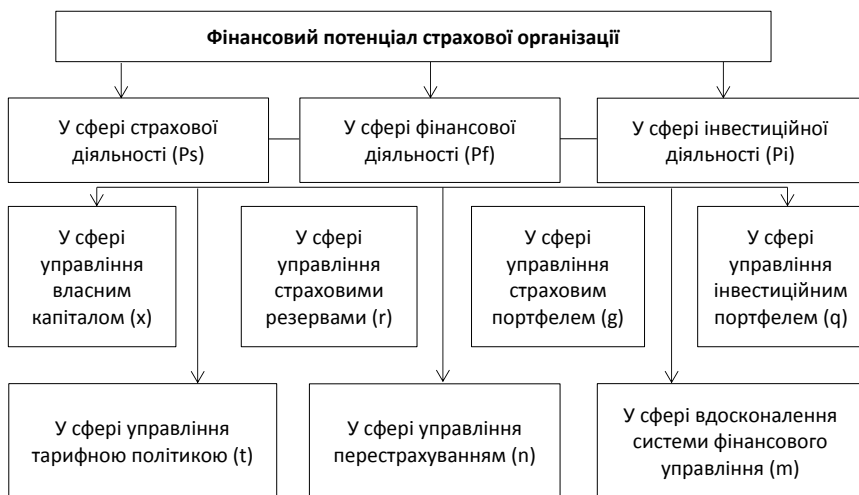 Фінансовий потенціал страхової організації
У сфері страхової
діяльності (Ps)
У сфері фінансової
діяльності (Pf)
У сфері інвестиційної
діяльності (Pi)
У сфері
управління
власним
капіталом (x)
У сфері
управління
страховими
резервами (r)
У сфері
управління
страховим
портфелем (g)
У сфері
управління
інвестиційним
портфелем (q)
У сфері управління
тарифною політикою (t)
У сфері управління
перестрахуванням (n)
У сфері вдосконалення
системи фінансового
управління (m)